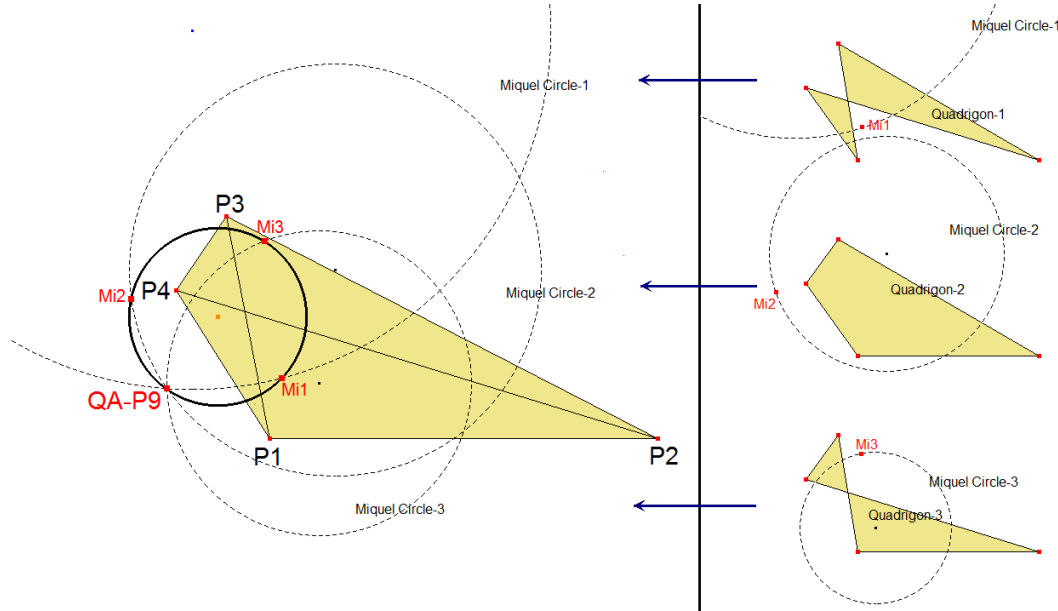 Miquel Circle-1
P3
Mi3
Mi2
P4
Miquel Circle-2
QA-P9
Mi1
P1
P2
Miquel Circle-3
Miquel Circle-1
Quadrigon-1
Mi1
Miquel Circle-2
Quadrigon-2
Mi2
Mi3
Miquel Circle-3
Quadrigon-3